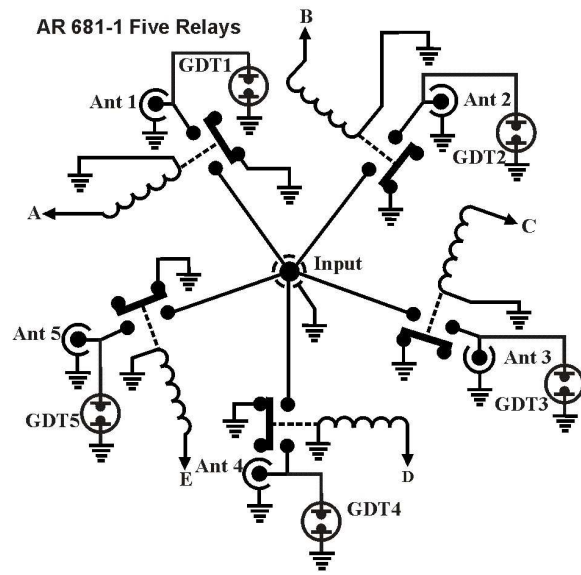 AR 681-1 Five Relays
B
GDT1
Ant 1
Ant 2
GDT2
A
C
Input
Ant 5
Ant 3
GDT5
GDT3
E
Ant 4
D
GDT4